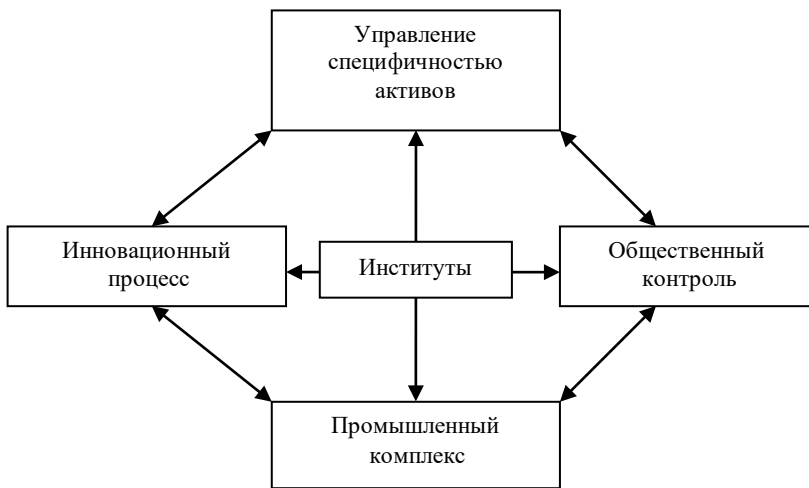 Управление
специфичностью
активов
Инновационный
процесс
Институты
Общественный
контроль
Промышленный
комплекс